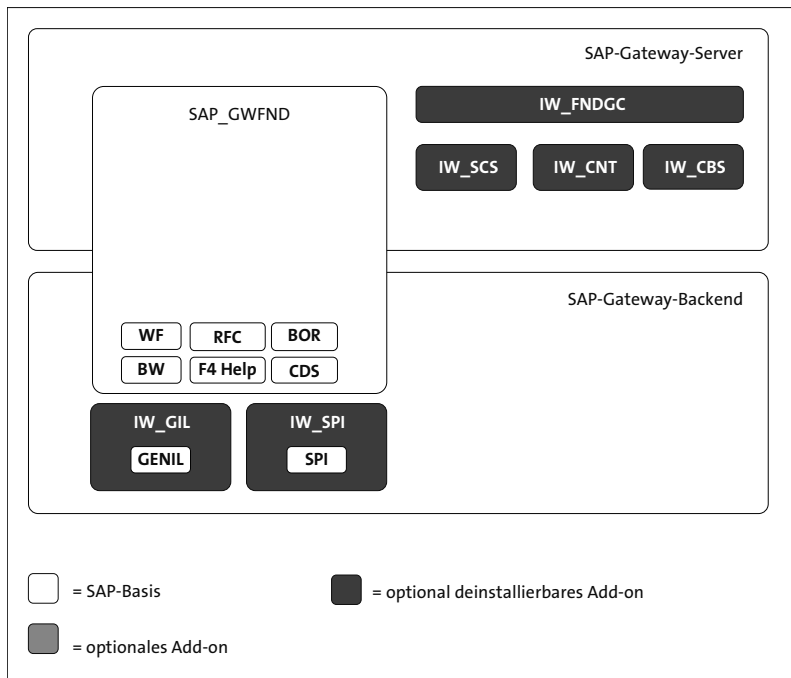 SAP-Gateway-Server
SAP_GWFND
IW_FNDGC
IW_SCS
IW_CNT
IW_CBS
SAP-Gateway-Backend
WF
RFC
BOR
BW
F4 Help
CDS
IW_GIL
IW_SPI
GENIL
SPI
= SAP-Basis
= optional deinstallierbares Add-on
= optionales Add-on